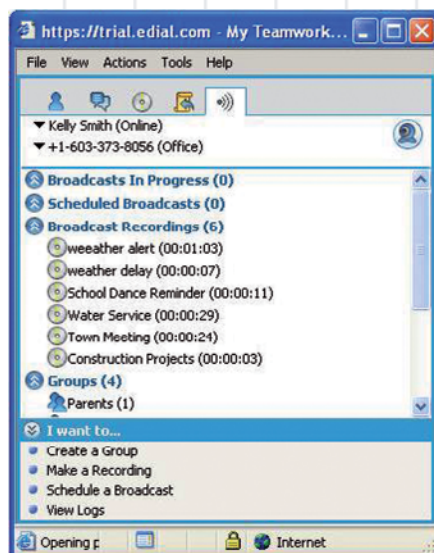 https://trial.edial.com - My Teamwork...
File View Actions Tools Help
Kelly Smith (Online)
+1-603-373-8056 (Office)
Broadcasts In Progress (0)
Scheduled Broadcasts (0)
Broadcast Recordings (6)
weeather alert (00:01:03)
weather delay (00:00:07)
School Dance Reminder (00:00:11)
Water Service (00:00:29)
Town Meeting (00:00:24)
Construction Projects (00:00:03)
Groups (4)
Parents (1)
I want to...
Create a Group
Make a Recording
Schedule a Broadcast
View Logs
Opening p Internet